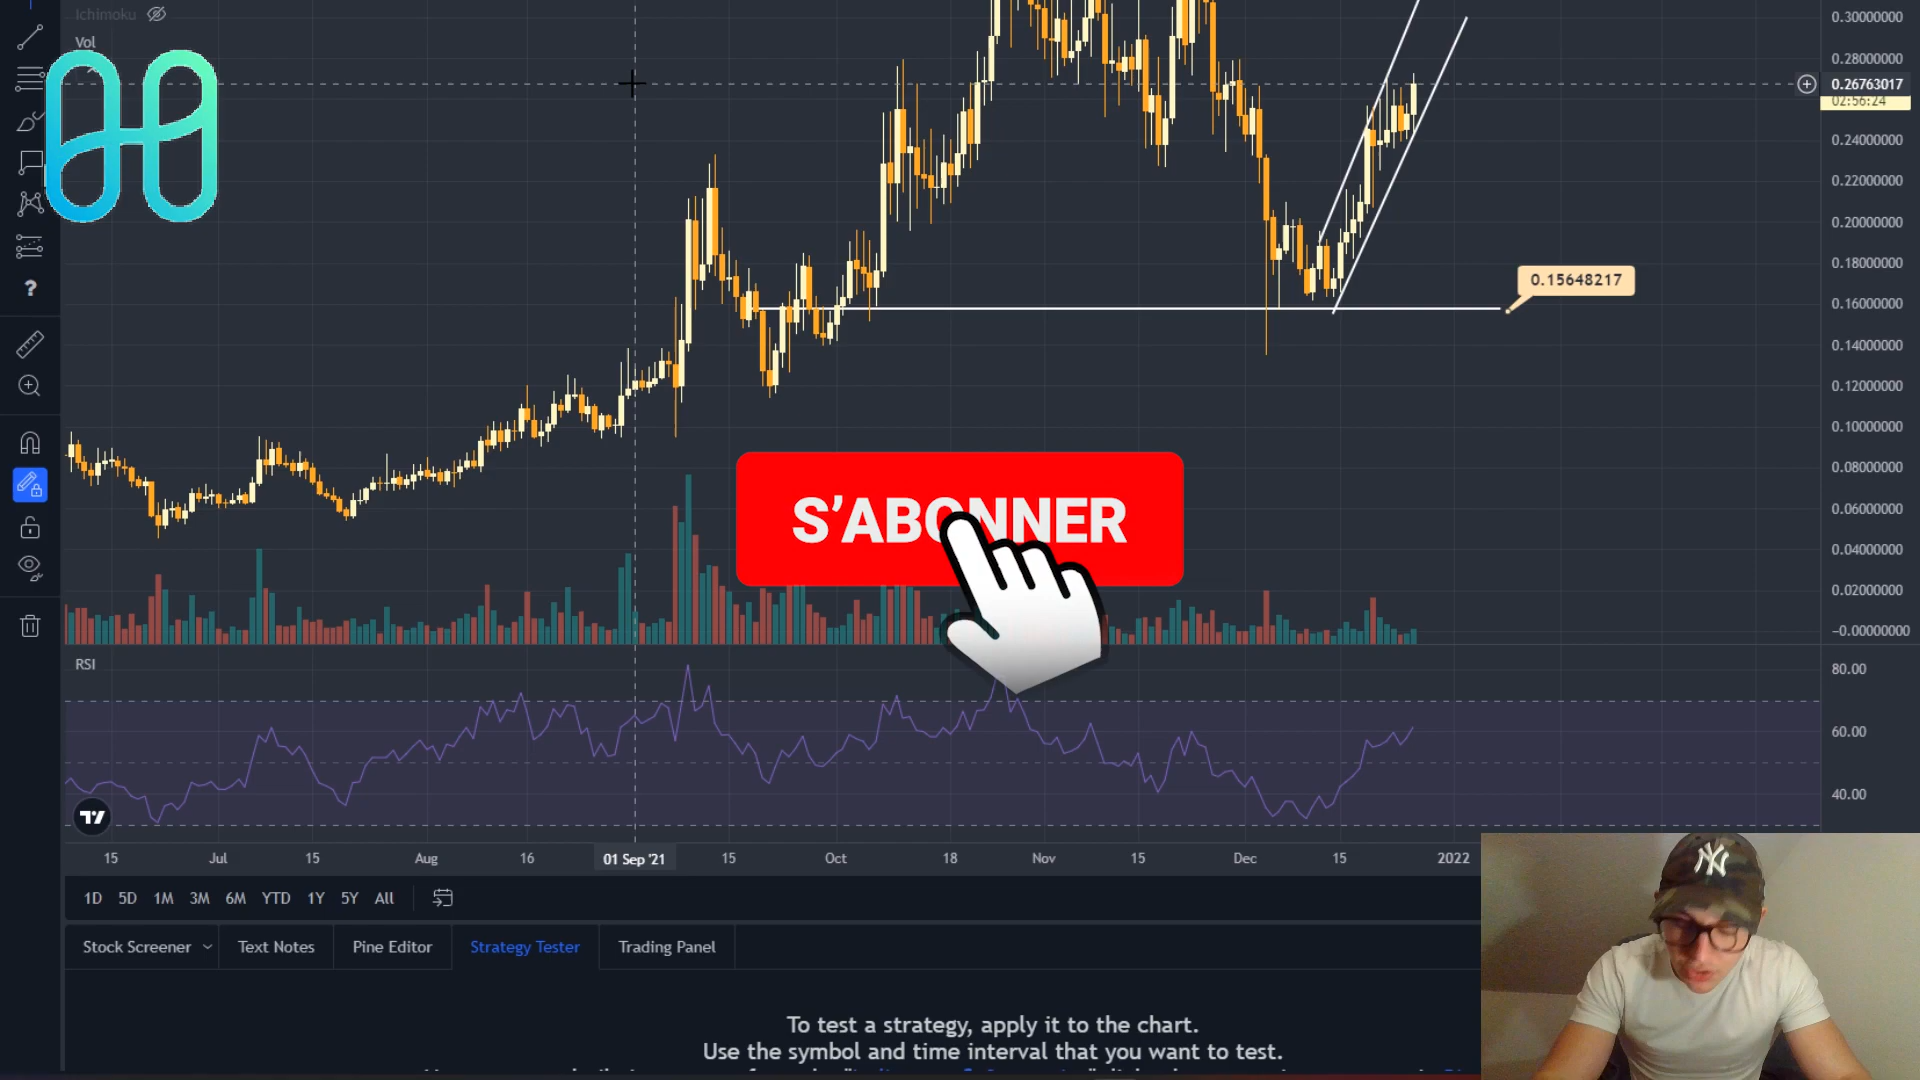 Ichimoku
Vol
0.30000000
0.28000000
0.26763017
02:56:24
0.24000000
0.22000000
0.20000000
0.18000000
0.15648217
0.16000000
0.14000000
0.12000000
0.10000000
0.08000000
0.06000000
0.04000000
0.02000000
−0.00000000
S'ABONNER
RSI
80.00
60.00
40.00
15 Jul 15 Aug 16 01 Sep '21 15 Oct 18 Nov 15 Dec 15 2022
1D 5D 1M 3M 6M YTD 1Y 5Y All
Stock Screener Text Notes Pine Editor Strategy Tester Trading Panel
NY
To test a strategy, apply it to the chart.
Use the symbol and time interval that you want to test.